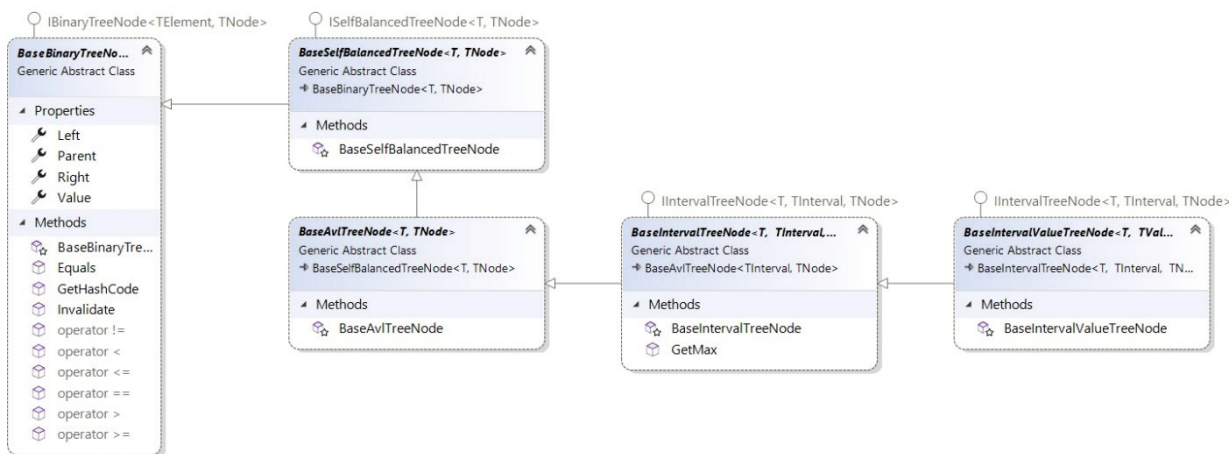 IBinaryTreeNode<TElement, TNode>
BaseBinaryTreeNo...
Generic Abstract Class
Properties
Left
Parent
Right
Value
Methods
BaseBinaryTre...
Equals
GetHashCode
Invalidate
operator !=
operator <
operator <=
operator ==
operator >
operator >=
ISelfBalancedTreeNode<T, TNode>
BaseSelfBalancedTreeNode<T, TNode>
Generic Abstract Class
BaseBinaryTreeNode<T, TNode>
Methods
BaseSelfBalancedTreeNode
BaseAvlTreeNode<T, TNode>
Generic Abstract Class
BaseSelfBalancedTreeNode<T, TNode>
Methods
BaseAvlTreeNode
IIntervalTreeNode<T, TInterval, TNode>
BaseIntervalTreeNode<T, TInterval,...
Generic Abstract Class
BaseAvlTreeNode<TInterval, TNode>
Methods
BaseIntervalTreeNode
GetMax
IIntervalTreeNode<T, TInterval, TNode>
BaseIntervalValueTreeNode<T, TVal...
Generic Abstract Class
BaseIntervalTreeNode<T, TInterval, TN...
Methods
BaseIntervalValueTreeNode